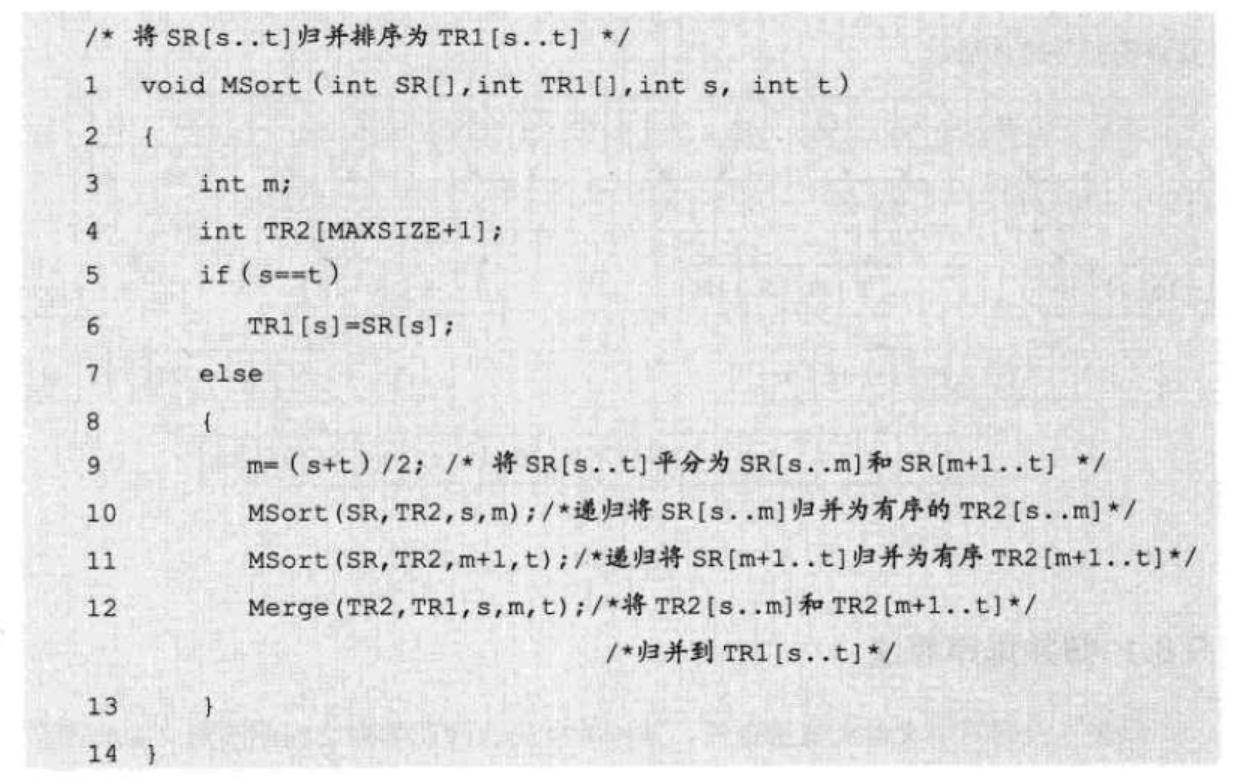 /* 将 SR[s..t]归并排序为 TR1[s..t] */
1 void MSort(int SR[],int TR1[],int s, int t)
2 {
3 int m;
4 int TR2[MAXSIZE+1];
5 if(s==t)
6 TR1[s]=SR[s];
7 else
8 {
9 m=(s+t)/2; /* 将 SR[s..t]平分为 SR[s..m]和 SR[m+1..t] */
10 MSort(SR,TR2,s,m);/*递归将 SR[s..m]归并为有序的 TR2[s..m]*/
11 MSort(SR,TR2,m+1,t);/*递归将 SR[m+1..t]归并为有序 TR2[m+1..t]*/
12 Merge(TR2,TR1,s,m,t);/*将 TR2[s..m]和 TR2[m+1..t]*/
/*归并到 TR1[s..t]*/
13 }
14 }